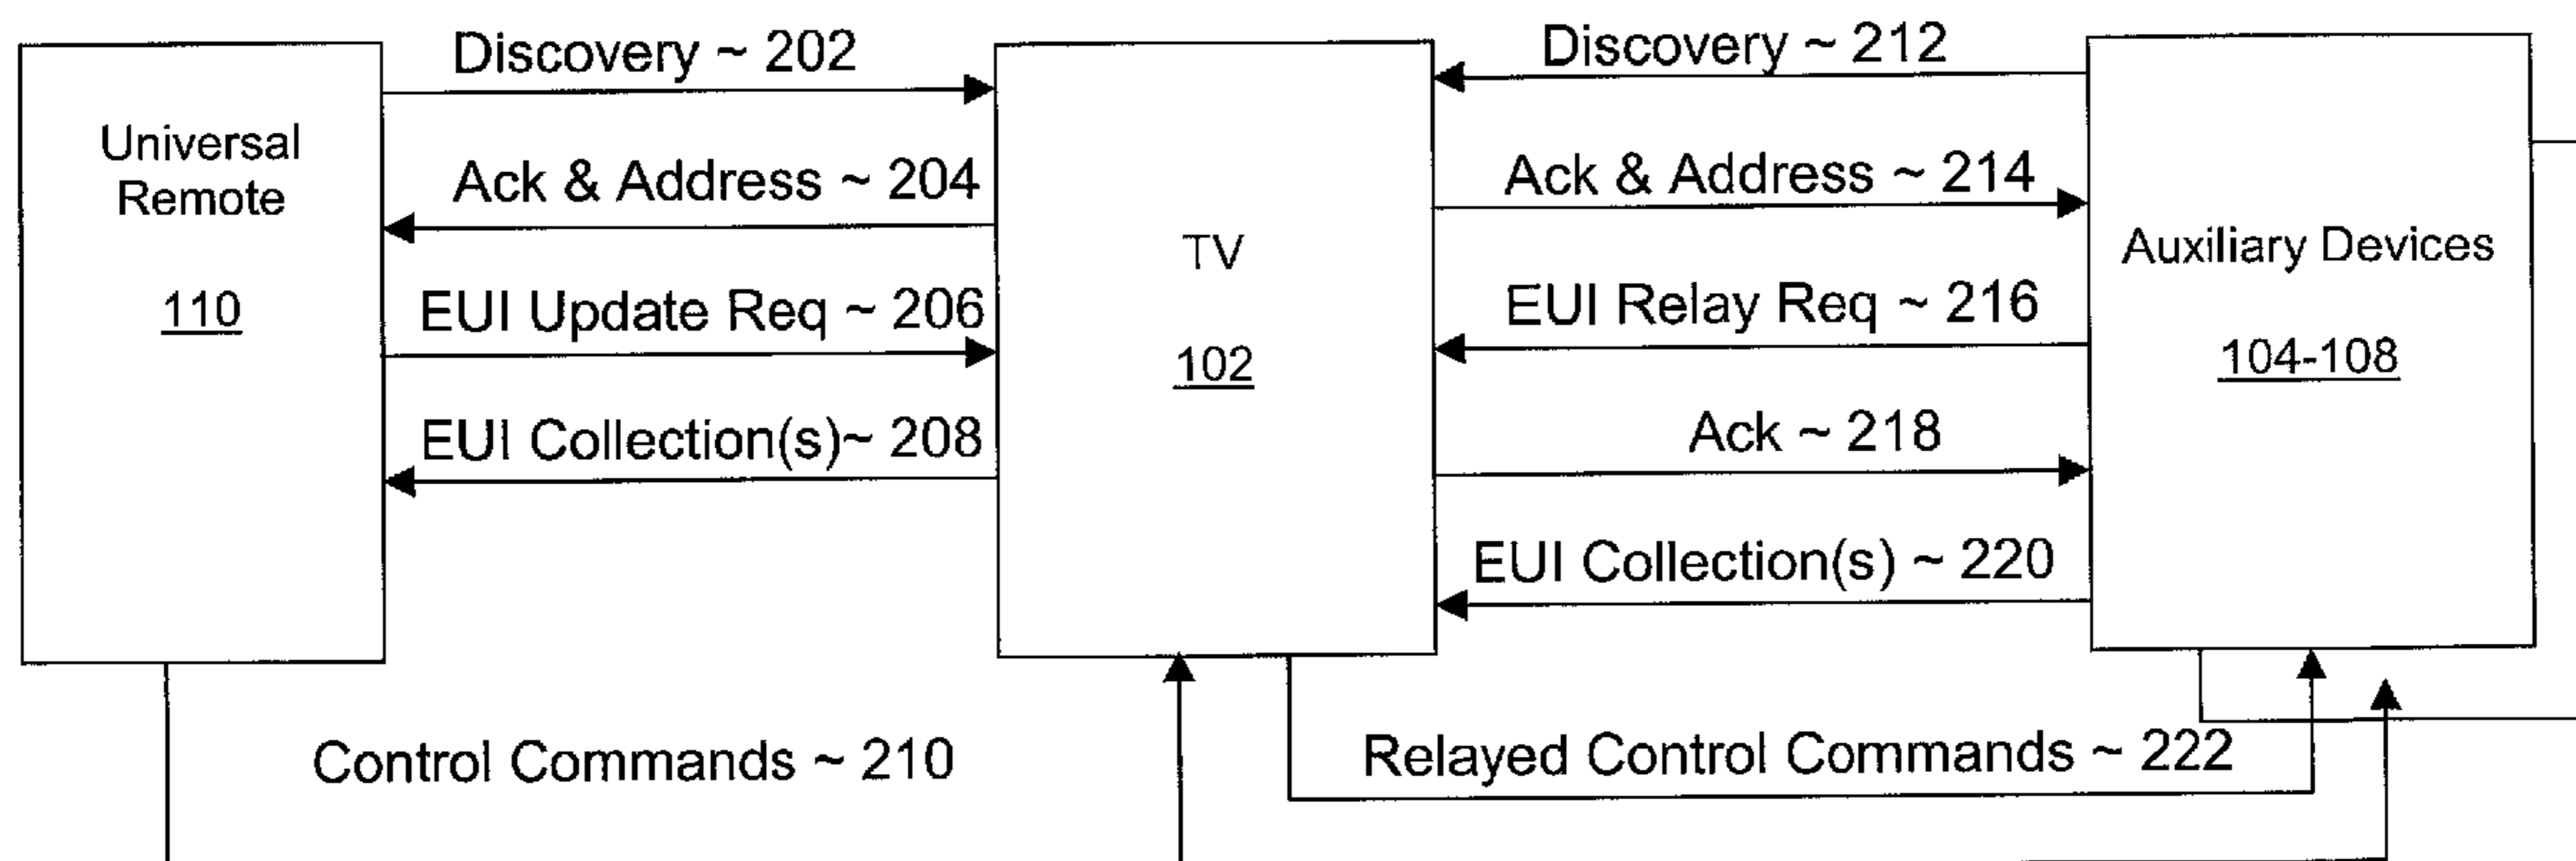 Discovery ~ 202
Discovery ~ 212
Universal
Remote
110
Ack & Address ~ 204
EUI Update Req ~ 206
EUI Collection(s)~ 208
TV
102
Ack & Address ~ 214
EUI Relay Req ~ 216
Ack ~ 218
EUI Collection(s) ~ 220
Auxiliary Devices
104-108
Control Commands ~ 210
Relayed Control Commands ~ 222